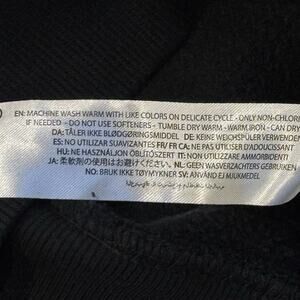 EN: MACHINE WASH WARM WITH LIKE COLORS ON DELICATE CYCLE - ONLY NON-CHLORI
IF NEEDED - DO NOT USE SOFTENERS - TUMBLE DRY WARM - WARM IRON - CAN DRY
DA: TÅLER IKKE BLØDGØRINGSMIDDEL DE: KEINE WEICHSPÜLER VERWENDEN
ES: NO UTILIZAR SUAVIZANTES FR/ FR CA: NE PAS UTILISER D'ADOUCISSANT
HU: NE HASZNÁLJON ÖBLÍTŐSZERT IT: NON UTILIZZARE AMMORBIDENTI
JA: 柔軟剤の使用はお避けください NL: GEEN WASVERZACHTERS GEBRUIKEN
NO: BRUK IKKE TØYMYKNER SV: ANVÄND EJ MJUKMEDEL